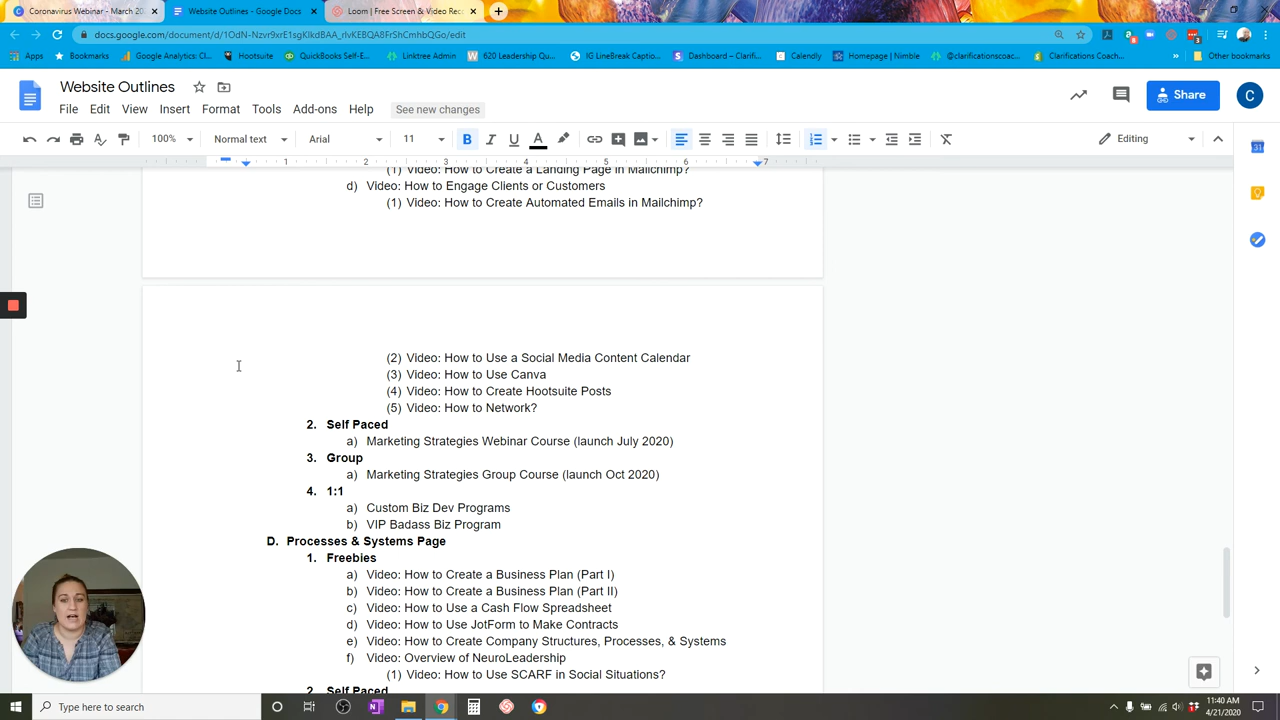 Coronavirus Webinar - March 20
Website Outlines - Google Docs
Loom | Free Screen & Video Rec
docs.google.com/document/d/1OdN-Nzvr9xrE1sgKlkdBAA_rlvKEBQA8FrShCmhbQGo/edit
Apps
Bookmarks
Google Analytics: Cl...
Hootsuite
QuickBooks Self-E...
Linktree Admin
620 Leadership Qu...
IG LineBreak Captio...
Dashboard – Clarifi...
Calendly
Homepage | Nimble
@clarificationscoac...
Clarifications Coach...
Other bookmarks
Website Outlines
File Edit View Insert Format Tools Add-ons Help See new changes
Share
C
100% Normal text Arial 11 B I U A Editing
1 2 3 4 5 6 7
(1) Video: How to Create a Landing Page in Mailchimp?
d) Video: How to Engage Clients or Customers
(1) Video: How to Create Automated Emails in Mailchimp?
(2) Video: How to Use a Social Media Content Calendar
(3) Video: How to Use Canva
(4) Video: How to Create Hootsuite Posts
(5) Video: How to Network?
2. Self Paced
a) Marketing Strategies Webinar Course (launch July 2020)
3. Group
a) Marketing Strategies Group Course (launch Oct 2020)
4. 1:1
a) Custom Biz Dev Programs
b) VIP Badass Biz Program
D. Processes & Systems Page
1. Freebies
a) Video: How to Create a Business Plan (Part I)
b) Video: How to Create a Business Plan (Part II)
c) Video: How to Use a Cash Flow Spreadsheet
d) Video: How to Use JotForm to Make Contracts
e) Video: How to Create Company Structures, Processes, & Systems
f) Video: Overview of NeuroLeadership
(1) Video: How to Use SCARF in Social Situations?
2. Self Paced
Type here to search
11:40 AM
4/21/2020